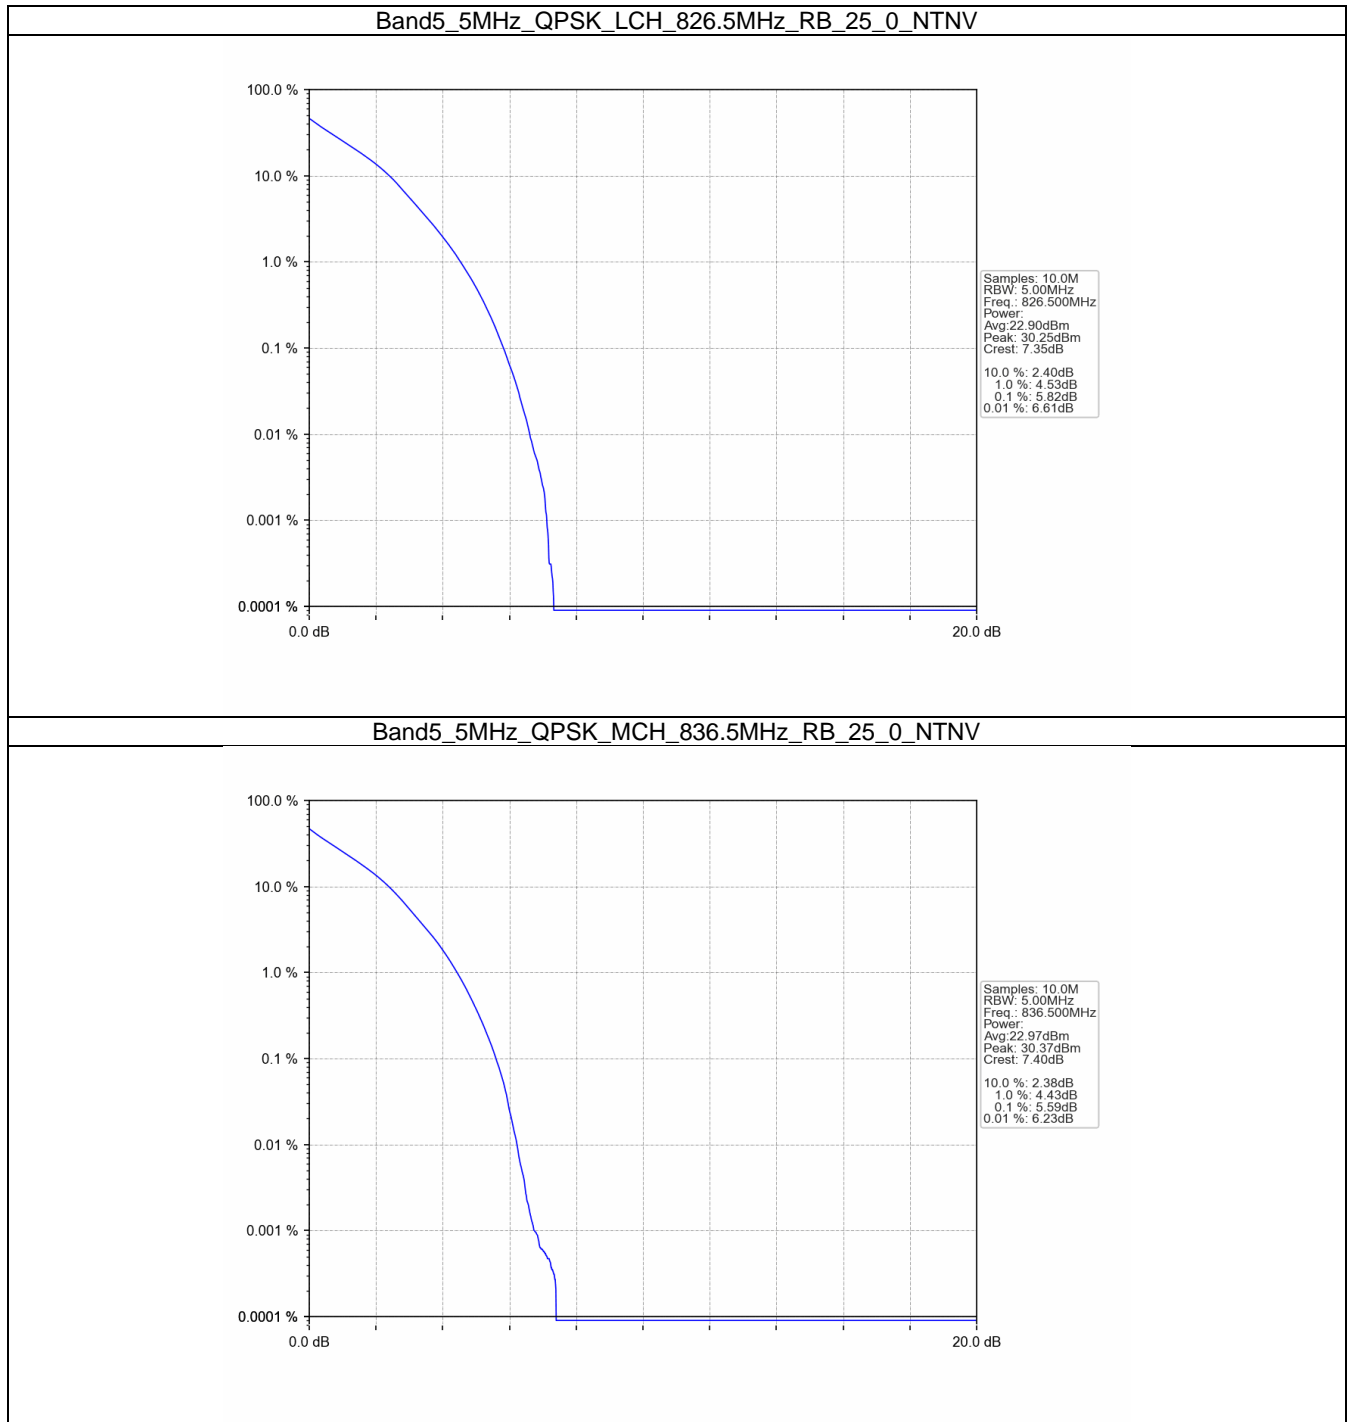 Band5_5MHz_QPSK_LCH_826.5MHz_RB_25_0_NTNV
100.0 %
10.0 %
1.0 %
0.1 %
0.01 %
0.001 %
0.0001 %
0.0 dB
20.0 dB
Samples: 10.0M
RBW: 5.00MHz
Freq.: 826.500MHz
Power:
Avg:22.90dBm
Peak: 30.25dBm
Crest: 7.35dB
10.0 %: 2.40dB
1.0 %: 4.53dB
0.1 %: 5.82dB
0.01 %: 6.61dB
Band5_5MHz_QPSK_MCH_836.5MHz_RB_25_0_NTNV
100.0 %
10.0 %
1.0 %
0.1 %
0.01 %
0.001 %
0.0001 %
0.0 dB
20.0 dB
Samples: 10.0M
RBW: 5.00MHz
Freq.: 836.500MHz
Power:
Avg:22.97dBm
Peak: 30.37dBm
Crest: 7.40dB
10.0 %: 2.38dB
1.0 %: 4.43dB
0.1 %: 5.59dB
0.01 %: 6.23dB